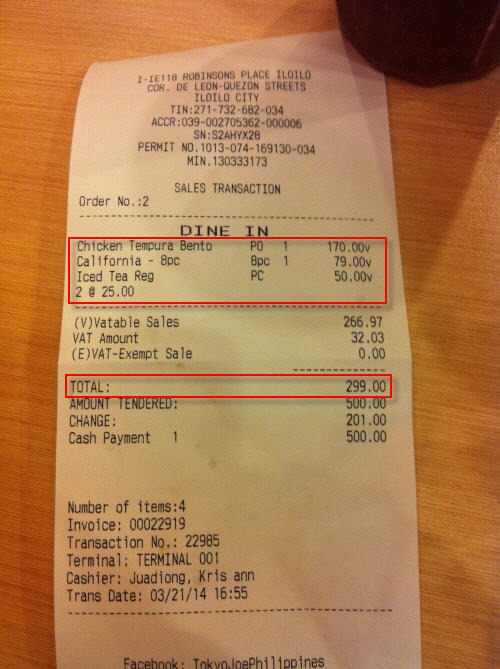 I-IE118 ROBINSONS PLACE ILOILO
COR. DE LEON-QUEZON STREETS
ILOILO CITY
TIN:271-732-682-034
ACCR:039-002705362-000006
SN:S2AHYX28
PERMIT NO.1013-074-169130-034
MIN.130333173
SALES TRANSACTION
Order No.:2
DINE IN
Chicken Tempura Bento PO 1 170.00v
California - 8pc 8pc 1 79.00v
Iced Tea Reg PC 50.00v
2 @ 25.00
(V)Vatable Sales 266.97
VAT Amount 32.03
(E)VAT-Exempt Sale 0.00
TOTAL: 299.00
AMOUNT TENDERED: 500.00
CHANGE: 201.00
Cash Payment 1 500.00
Number of items:4
Invoice: 00022919
Transaction No.: 22985
Terminal: TERMINAL 001
Cashier: Juadiong, Kris ann
Trans Date: 03/21/14 16:55
Facebook: TokyoJoePhilippines